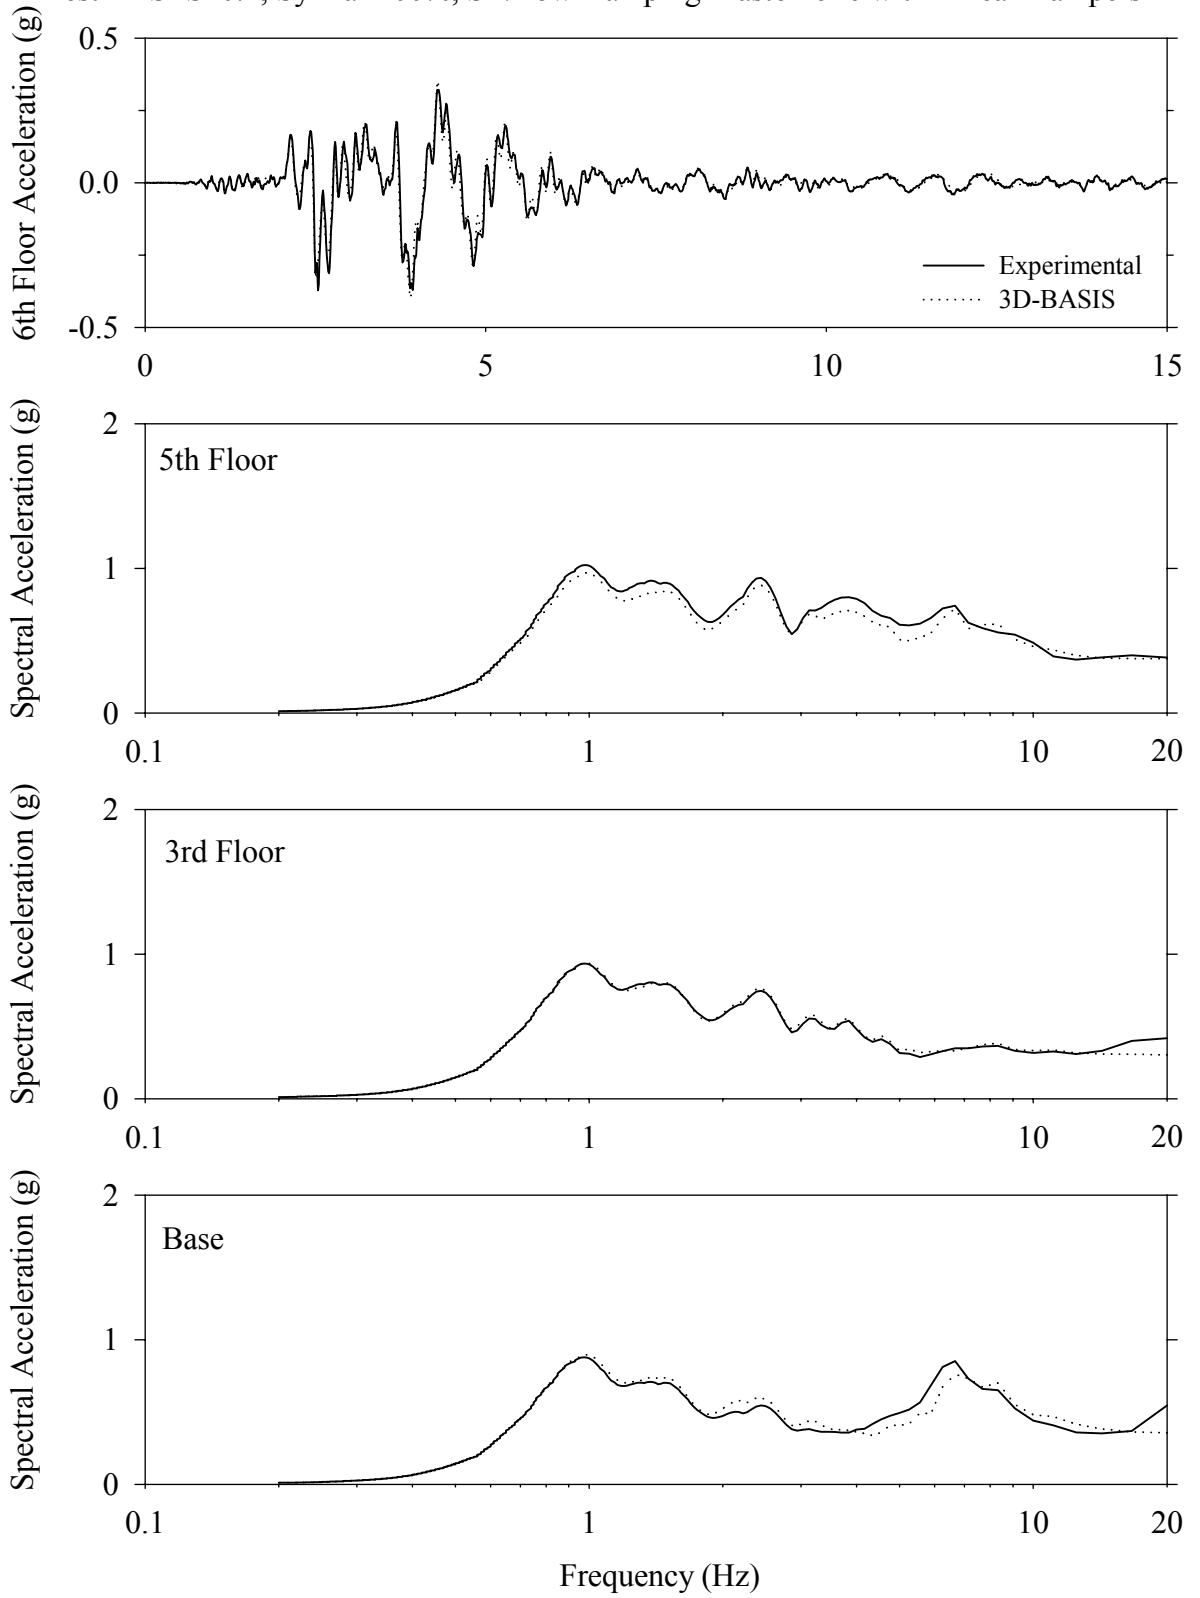 6th Floor Acceleration (g)
0.5
0.0
-0.5
Experimental
3D-BASIS
0 5 10 15
Spectral Acceleration (g)
2
1
0
5th Floor
0.1 1 10 20
Spectral Acceleration (g)
2
1
0
3rd Floor
0.1 1 10 20
Spectral Acceleration (g)
2
1
0
Base
0.1 1 10 20
Frequency (Hz)